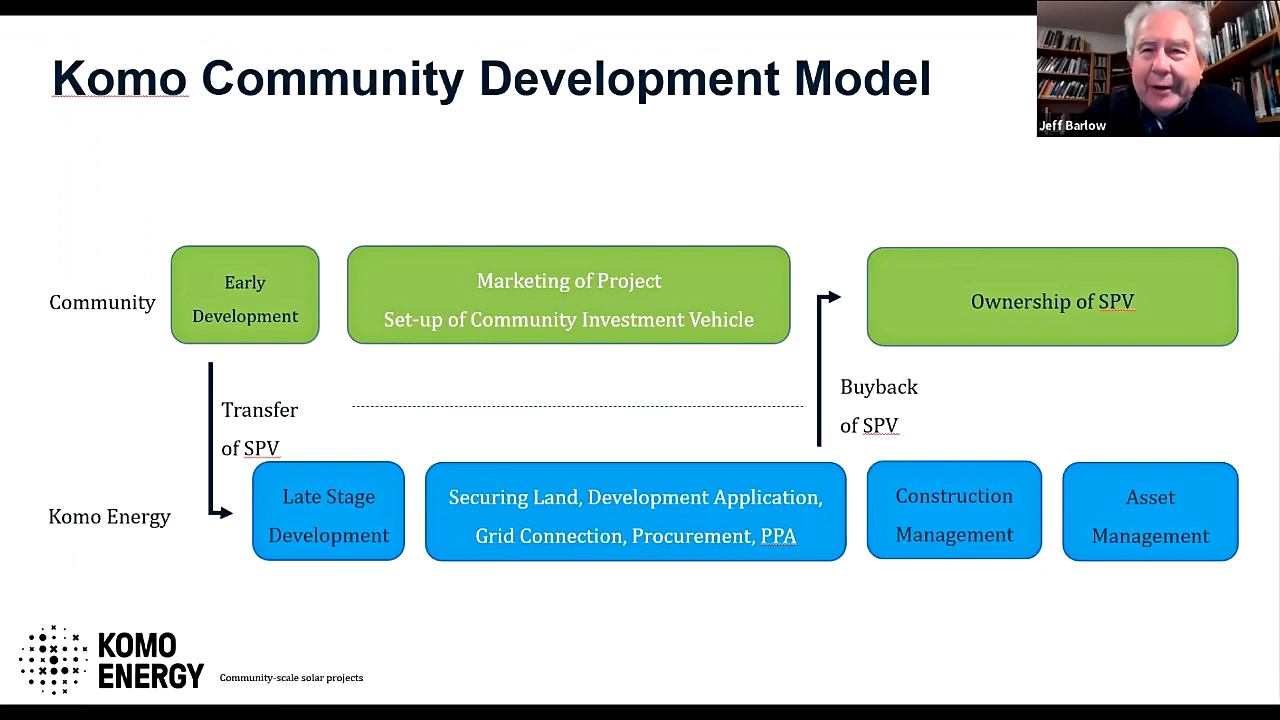 Komo Community Development Model
Jeff Barlow
Community
Early
Development
Marketing of Project
Set-up of Community Investment Vehicle
Ownership of SPV
Transfer
of SPV
Buyback
of SPV
Komo Energy
Late Stage
Development
Securing Land, Development Application,
Grid Connection, Procurement, PPA
Construction
Management
Asset
Management
KOMO
ENERGY
Community-scale solar projects